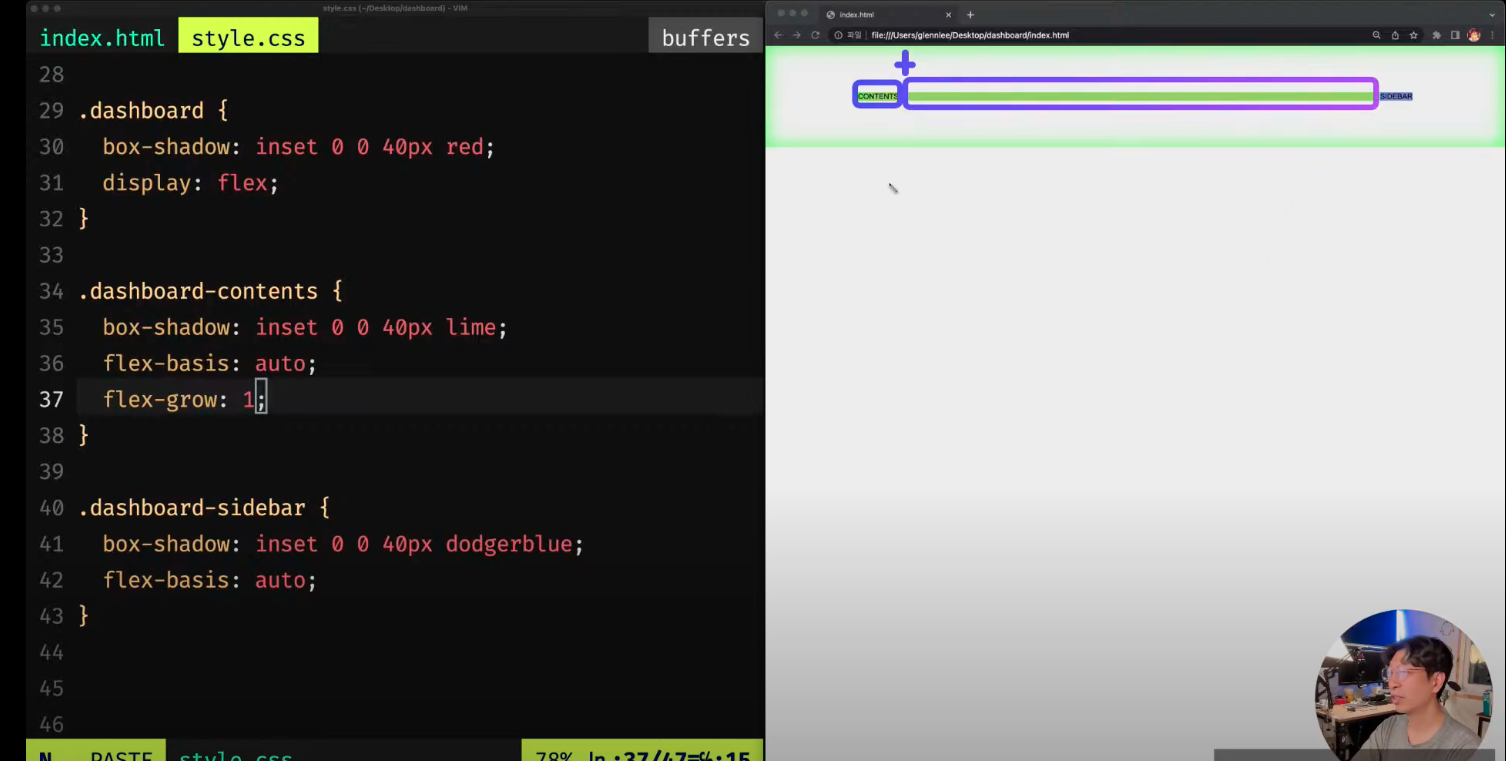 style.css (~/Desktop/dashboard) - VIM
index.html style.css buffers
28
29 .dashboard {
30 box-shadow: inset 0 0 40px red;
31 display: flex;
32 }
33
34 .dashboard-contents {
35 box-shadow: inset 0 0 40px lime;
36 flex-basis: auto;
37 flex-grow: 1;
38 }
39
40 .dashboard-sidebar {
41 box-shadow: inset 0 0 40px dodgerblue;
42 flex-basis: auto;
43 }
44
45
46
N PASTE style.css 78% ln :37/47≡℅:15
index.html
파일 file:///Users/glennlee/Desktop/dashboard/index.html
CONTENTS SIDEBAR